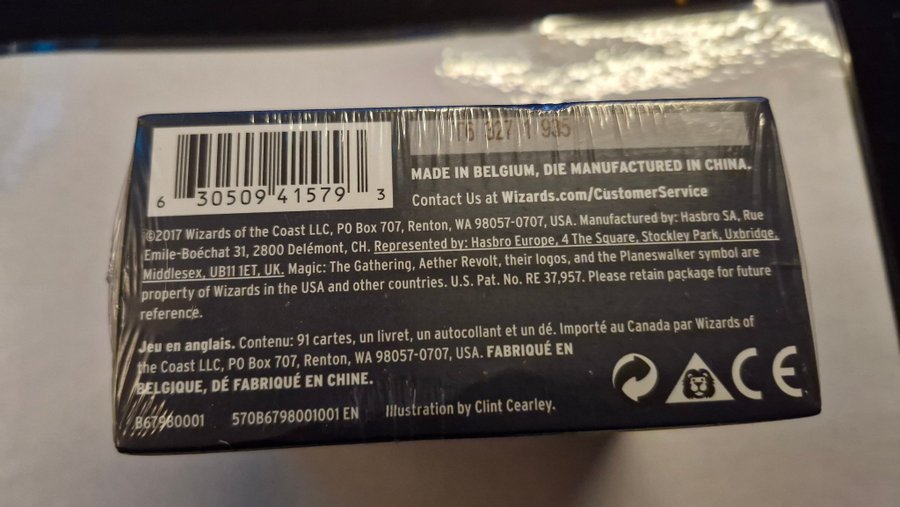 T6 327 1 935
MADE IN BELGIUM, DIE MANUFACTURED IN CHINA.
Contact Us at Wizards.com/CustomerService
6 30509 41579 3
©2017 Wizards of the Coast LLC, PO Box 707, Renton, WA 98057-0707, USA. Manufactured by: Hasbro SA, Rue
Emile-Boéchat 31, 2800 Delémont, CH. Represented by: Hasbro Europe, 4 The Square, Stockley Park, Uxbridge,
Middlesex, UB11 1ET, UK. Magic: The Gathering, Aether Revolt, their logos, and the Planeswalker symbol are
property of Wizards in the USA and other countries. U.S. Pat. No. RE 37,957. Please retain package for future
reference.
Jeu en anglais. Contenu: 91 cartes, un livret, un autocollant et un dé. Importé au Canada par Wizards of
the Coast LLC, PO Box 707, Renton, WA 98057-0707, USA. FABRIQUÉ EN
BELGIQUE, DÉ FABRIQUÉ EN CHINE.
B67980001 570B6798001001 EN Illustration by Clint Cearley.
CE